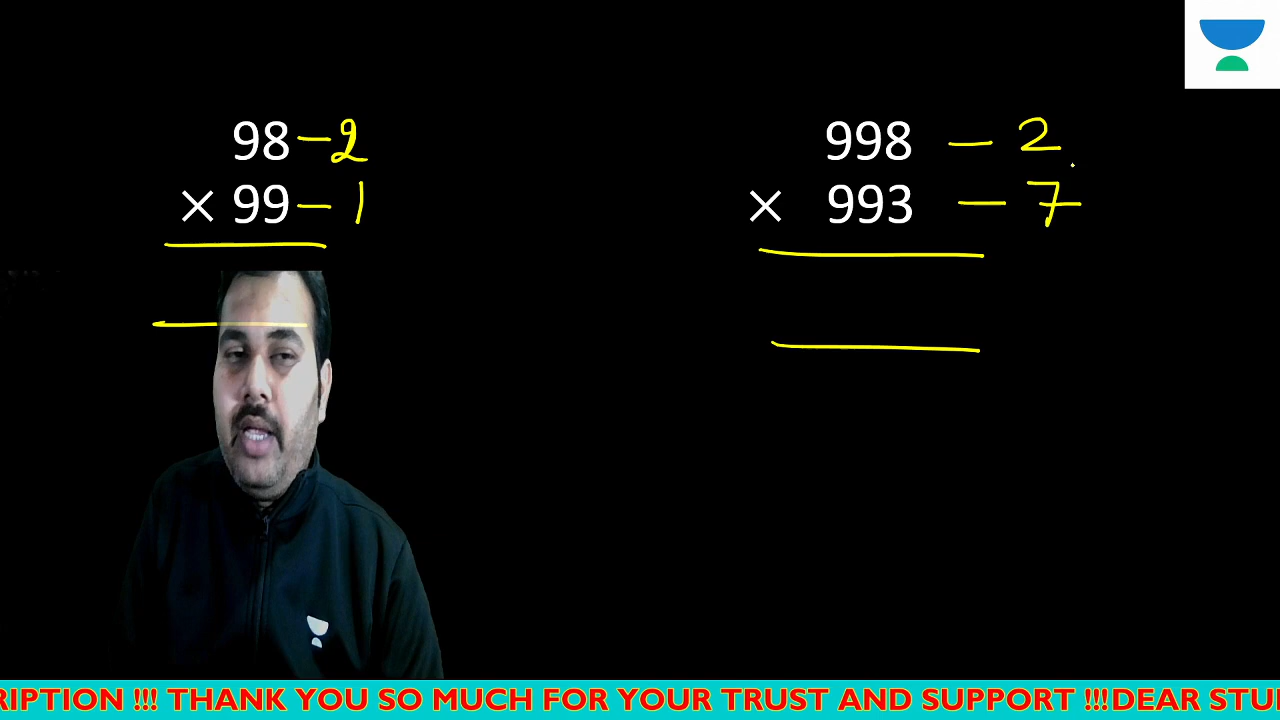 98 – 2
× 99 – 1
998 – 2
× 993 – 7
RIPTION !!! THANK YOU SO MUCH FOR YOUR TRUST AND SUPPORT !!!DEAR STU